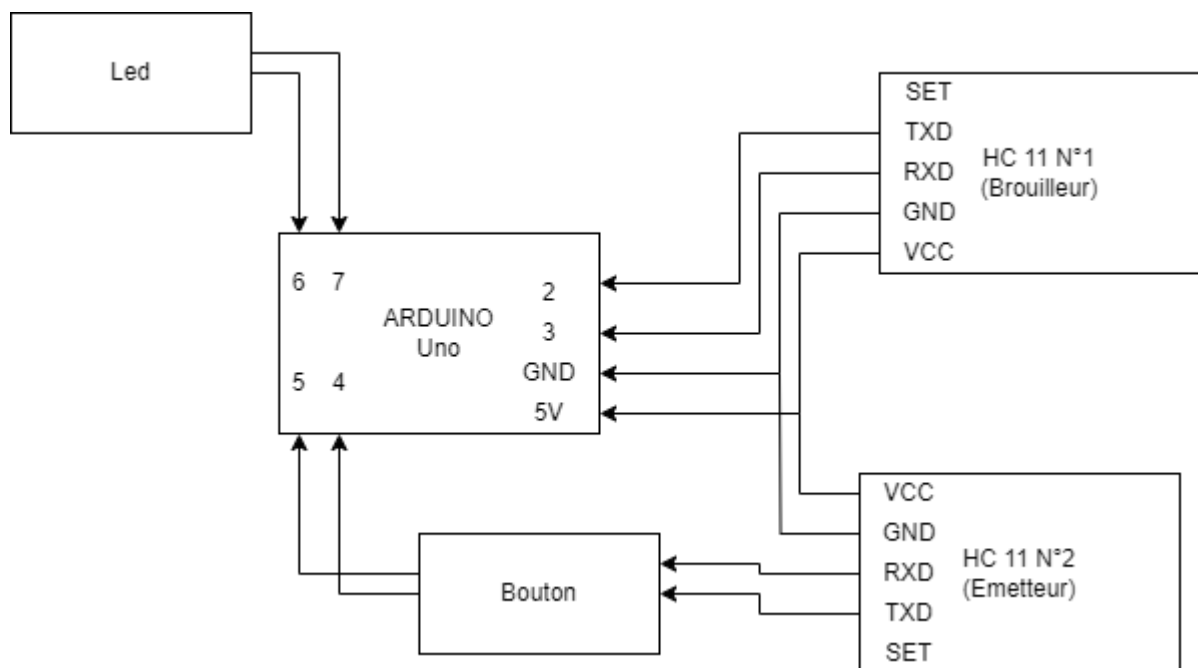 Led
SET
TXD
RXD
GND
VCC
HC 11 N°1
(Brouilleur)
6 7
5 4
ARDUINO
Uno
2
3
GND
5V
Bouton
VCC
GND
RXD
TXD
SET
HC 11 N°2
(Emetteur)